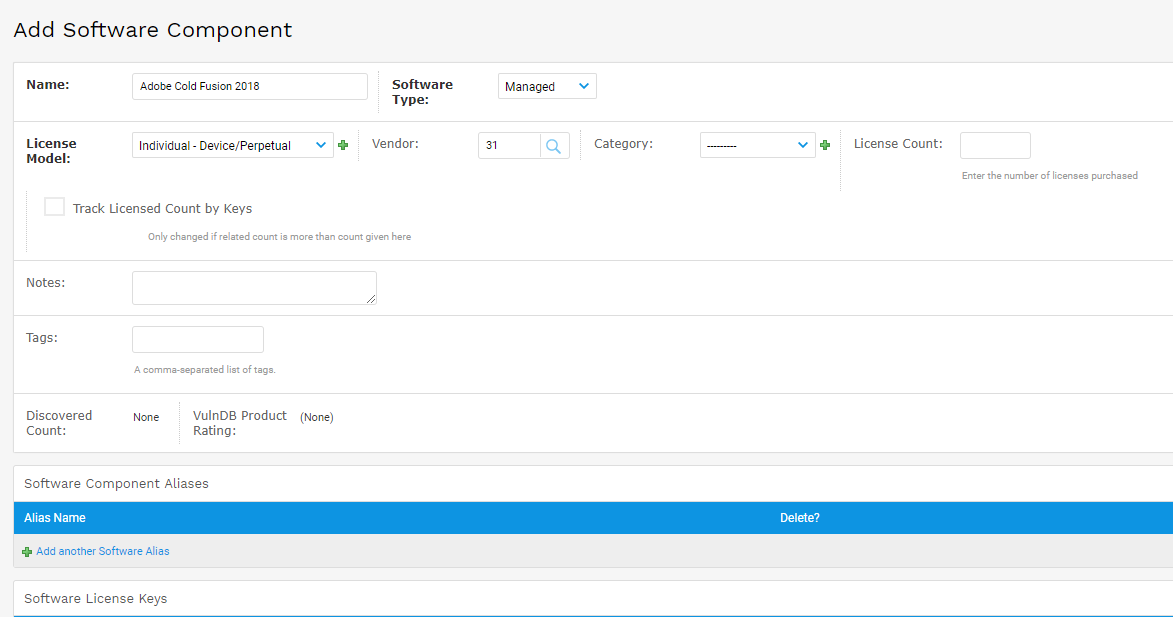 Add Software Component
Name: Adobe Cold Fusion 2018 Software Type: Managed
License Model: Individual - Device/Perpetual Vendor: 31 Category: --------- License Count:
Enter the number of licenses purchased
Track Licensed Count by Keys
Only changed if related count is more than count given here
Notes:
Tags:
A comma-separated list of tags.
Discovered Count: None VulnDB Product Rating: (None)
Software Component Aliases
Alias Name Delete?
Add another Software Alias
Software License Keys